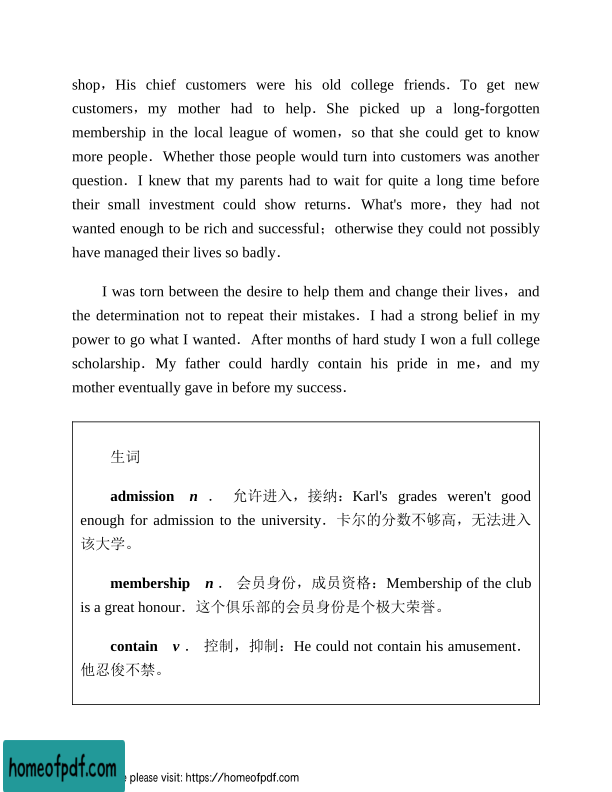 shop，His chief customers were his old college friends．To get new
customers，my mother had to help．She picked up a long-forgotten
membership in the local league of women，so that she could get to know
more people．Whether those people would turn into customers was another
question．I knew that my parents had to wait for quite a long time before
their small investment could show returns．What's more，they had not
wanted enough to be rich and successful；otherwise they could not possibly
have managed their lives so badly．
I was torn between the desire to help them and change their lives，and
the determination not to repeat their mistakes．I had a strong belief in my
power to go what I wanted．After months of hard study I won a full college
scholarship．My father could hardly contain his pride in me，and my
mother eventually gave in before my success．
生词
admission n ． 允许进入，接纳：Karl's grades weren't good
enough for admission to the university．卡尔的分数不够高，无法进入
该大学。
membership n ． 会员身份，成员资格：Membership of the club
is a great honour．这个俱乐部的会员身份是个极大荣誉。
contain v ． 控制，抑制：He could not contain his amusement．
他忍俊不禁。
homeofpdf.com
please visit: https://homeofpdf.com